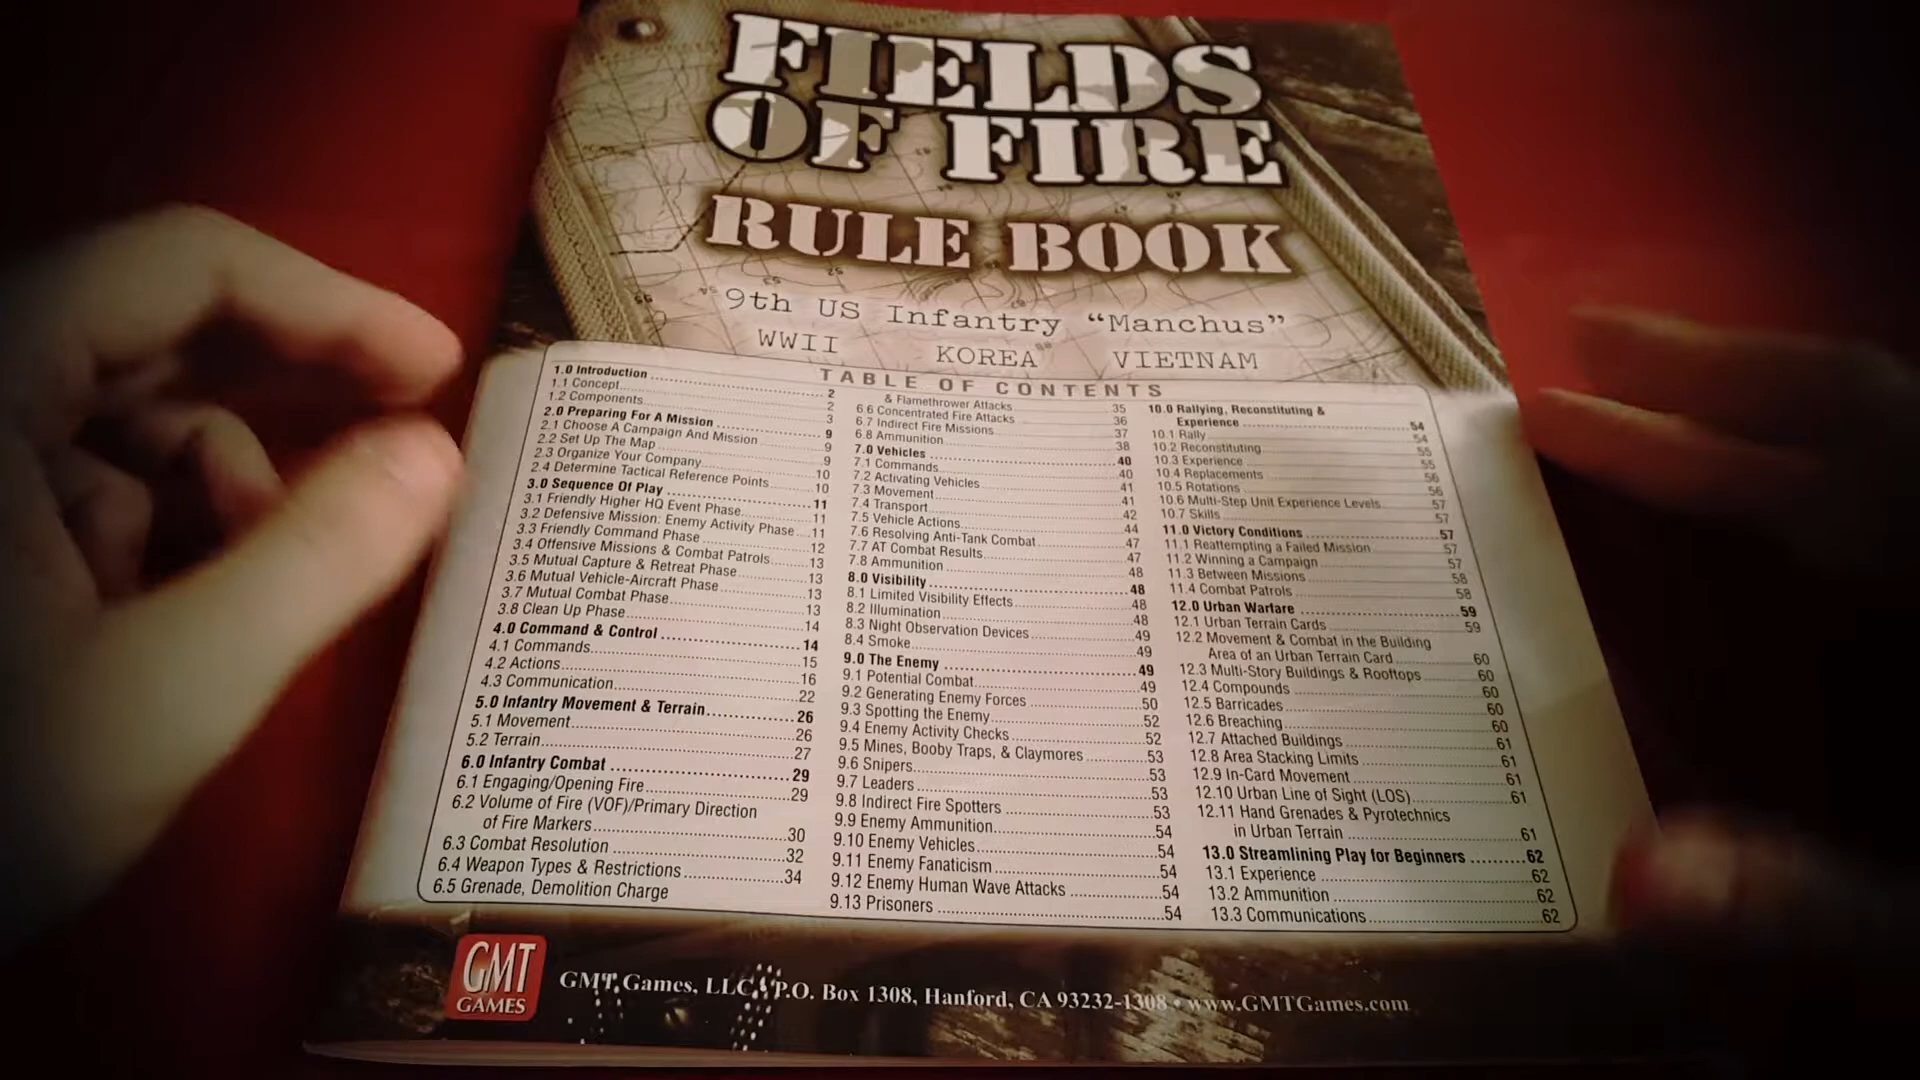 FIELDS
OF FIRE
RULE BOOK
9th US Infantry “Manchus”
WWII KOREA VIETNAM
TABLE OF CONTENTS
1.0 Introduction 2
1.1 Concept 2
1.2 Components 3
2.0 Preparing For A Mission 9
2.1 Choose A Campaign And Mission 9
2.2 Set Up The Map 9
2.3 Organize Your Company 10
2.4 Determine Tactical Reference Points 10
3.0 Sequence Of Play 11
3.1 Friendly Higher HQ Event Phase 11
3.2 Defensive Mission: Enemy Activity Phase 11
3.3 Friendly Command Phase 12
3.4 Offensive Missions & Combat Patrols 13
3.5 Mutual Capture & Retreat Phase 13
3.6 Mutual Vehicle-Aircraft Phase 13
3.7 Mutual Combat Phase 13
3.8 Clean Up Phase 14
4.0 Command & Control 14
4.1 Commands 15
4.2 Actions 16
4.3 Communication 22
5.0 Infantry Movement & Terrain 26
5.1 Movement 26
5.2 Terrain 27
6.0 Infantry Combat 29
6.1 Engaging/Opening Fire 29
6.2 Volume of Fire (VOF)/Primary Direction
of Fire Markers 30
6.3 Combat Resolution 32
6.4 Weapon Types & Restrictions 34
6.5 Grenade, Demolition Charge
& Flamethrower Attacks 35
6.6 Concentrated Fire Attacks 36
6.7 Indirect Fire Missions 37
6.8 Ammunition 38
7.0 Vehicles 40
7.1 Commands 40
7.2 Activating Vehicles 41
7.3 Movement 41
7.4 Transport 42
7.5 Vehicle Actions 44
7.6 Resolving Anti-Tank Combat 47
7.7 AT Combat Results 47
7.8 Ammunition 48
8.0 Visibility 48
8.1 Limited Visibility Effects 48
8.2 Illumination 48
8.3 Night Observation Devices 49
8.4 Smoke 49
9.0 The Enemy 49
9.1 Potential Combat 49
9.2 Generating Enemy Forces 50
9.3 Spotting the Enemy 52
9.4 Enemy Activity Checks 52
9.5 Mines, Booby Traps, & Claymores 53
9.6 Snipers 53
9.7 Leaders 53
9.8 Indirect Fire Spotters 53
9.9 Enemy Ammunition 54
9.10 Enemy Vehicles 54
9.11 Enemy Fanaticism 54
9.12 Enemy Human Wave Attacks 54
9.13 Prisoners 54
10.0 Rallying, Reconstituting &
Experience 54
10.1 Rally 54
10.2 Reconstituting 55
10.3 Experience 55
10.4 Replacements 56
10.5 Rotations 56
10.6 Multi-Step Unit Experience Levels 57
10.7 Skills 57
11.0 Victory Conditions 57
11.1 Reattempting a Failed Mission 57
11.2 Winning a Campaign 57
11.3 Between Missions 58
11.4 Combat Patrols 58
12.0 Urban Warfare 59
12.1 Urban Terrain Cards 59
12.2 Movement & Combat in the Building
Area of an Urban Terrain Card 60
12.3 Multi-Story Buildings & Rooftops 60
12.4 Compounds 60
12.5 Barricades 60
12.6 Breaching 60
12.7 Attached Buildings 61
12.8 Area Stacking Limits 61
12.9 In-Card Movement 61
12.10 Urban Line of Sight (LOS) 61
12.11 Hand Grenades & Pyrotechnics
in Urban Terrain 61
13.0 Streamlining Play for Beginners 62
13.1 Experience 62
13.2 Ammunition 62
13.3 Communications 62
GMT
GAMES
GMT Games, LLC • P.O. Box 1308, Hanford, CA 93232-1308 • www.GMTGames.com